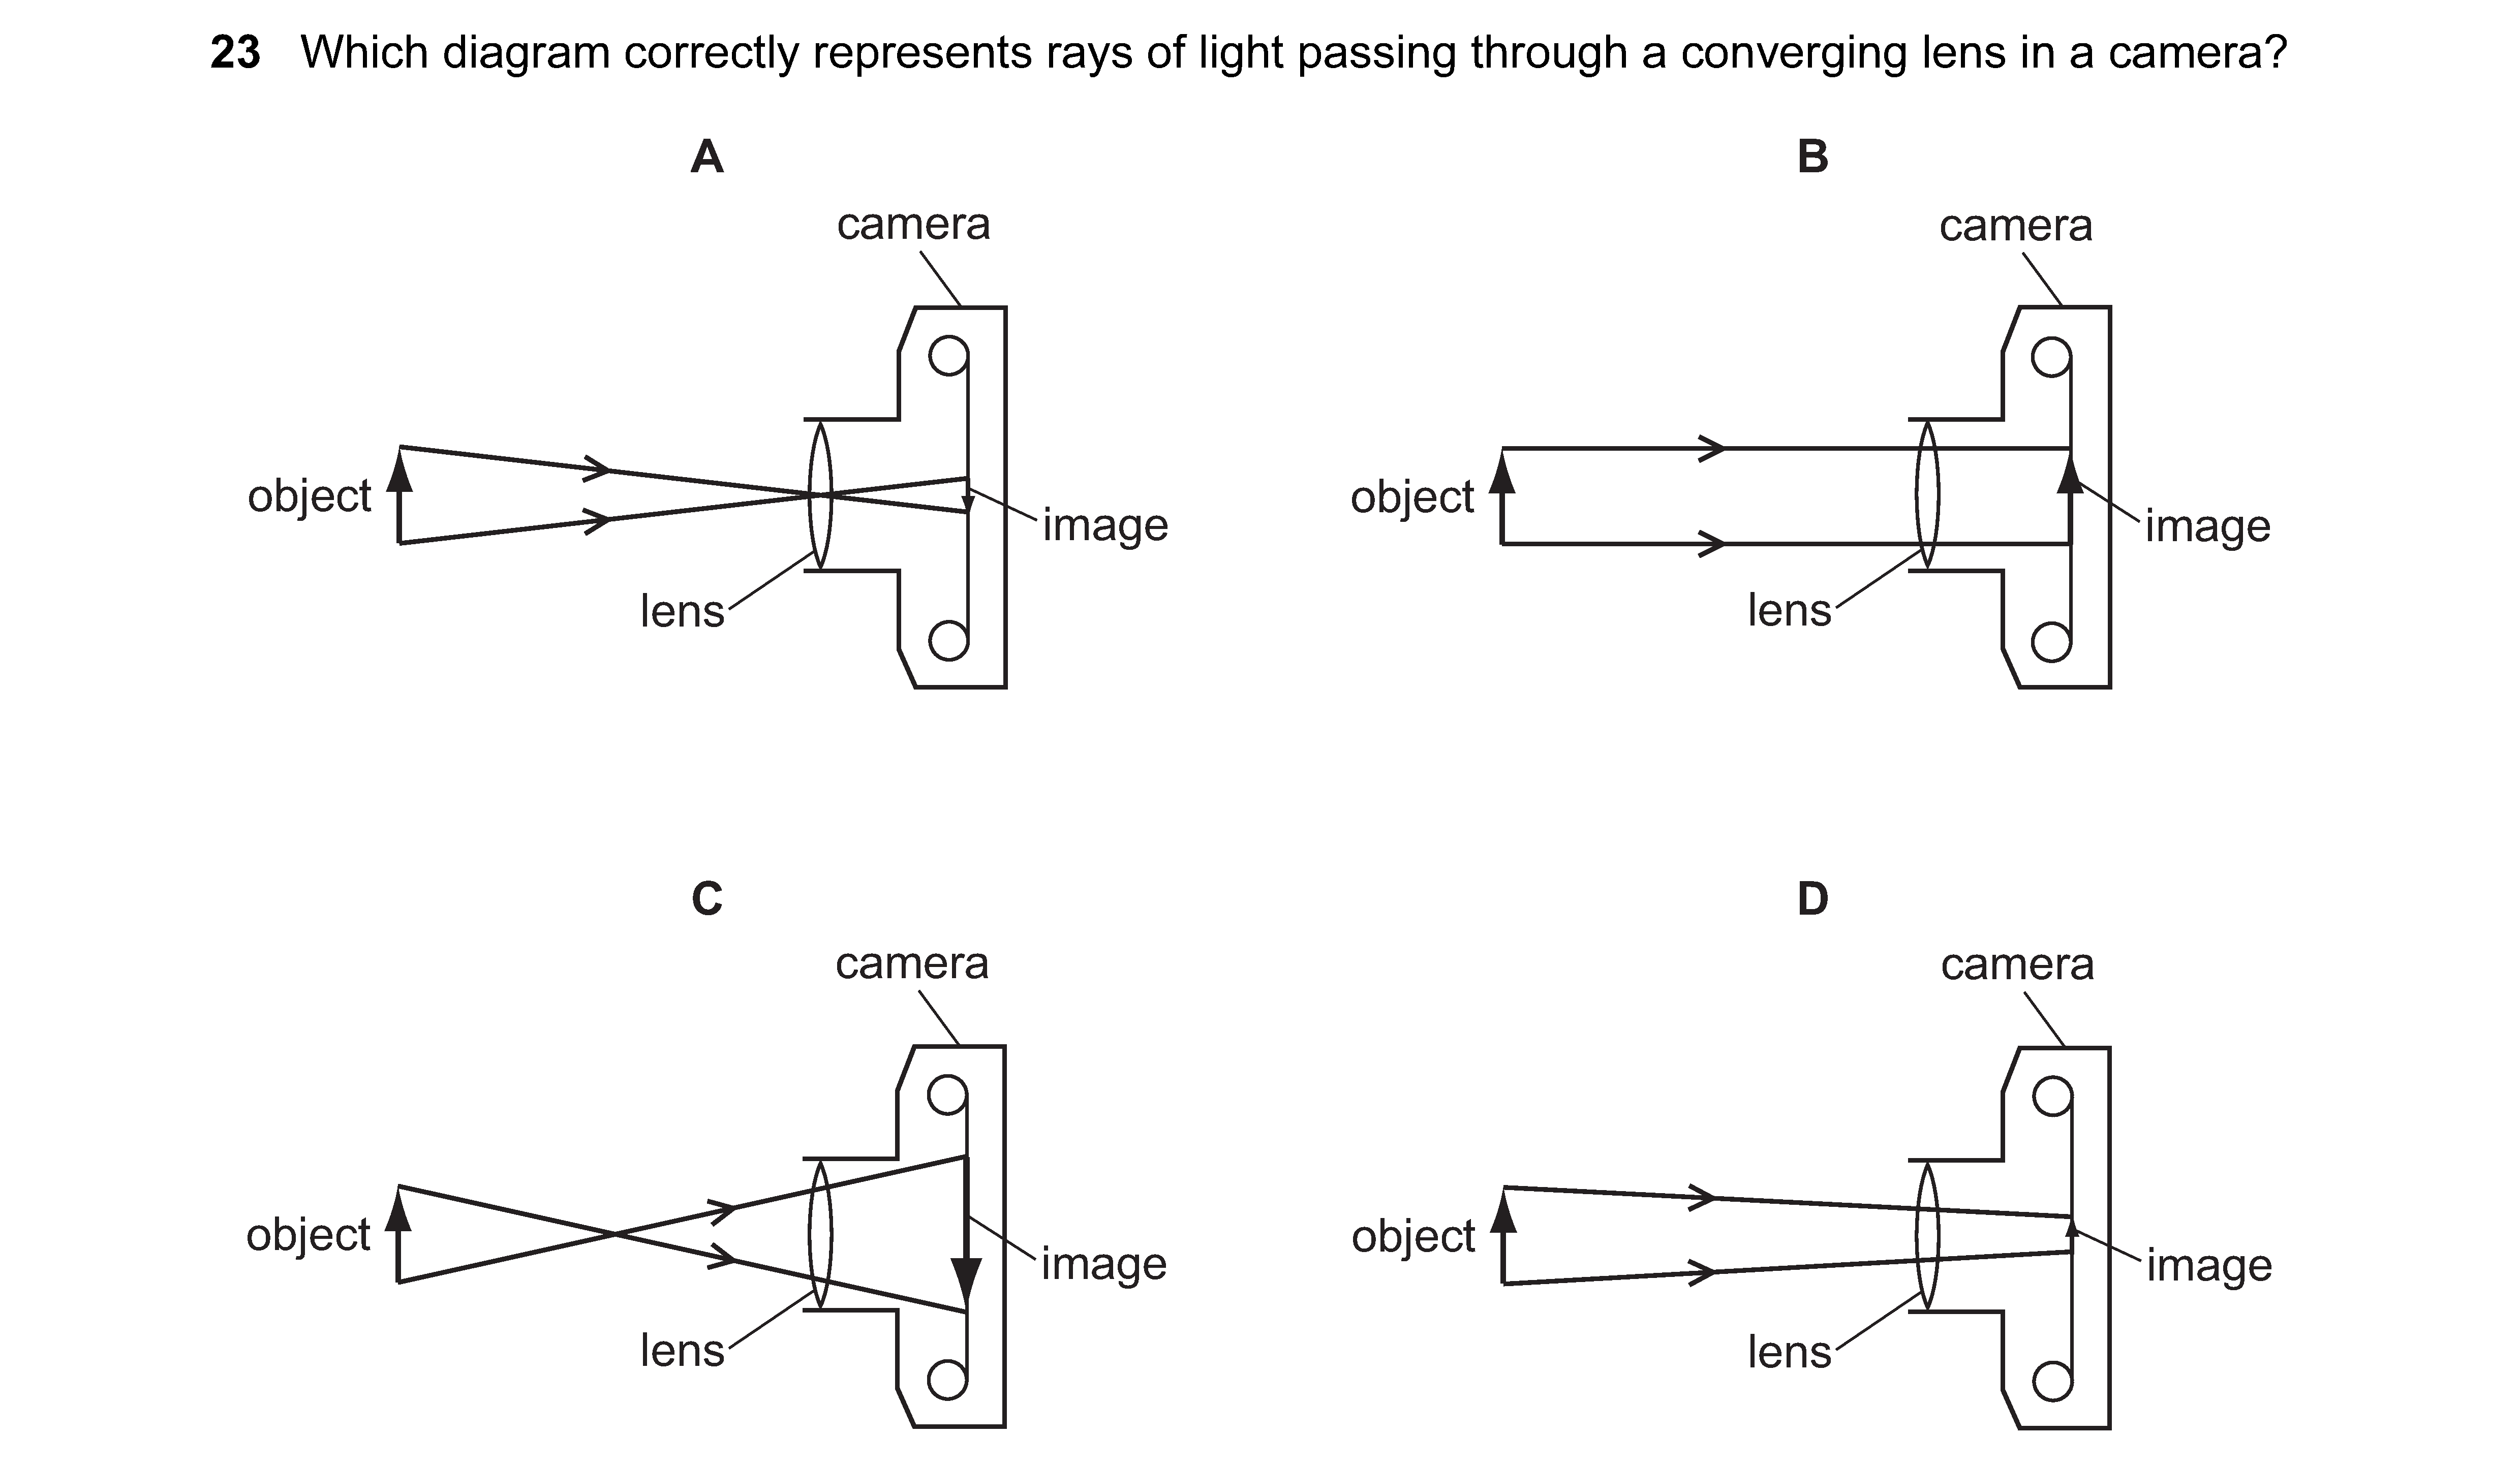 23 Which diagram correctly represents rays of light passing through a converging lens in a camera?
A
camera
object
image
lens
B
camera
object
image
lens
C
camera
object
image
lens
D
camera
object
image
lens